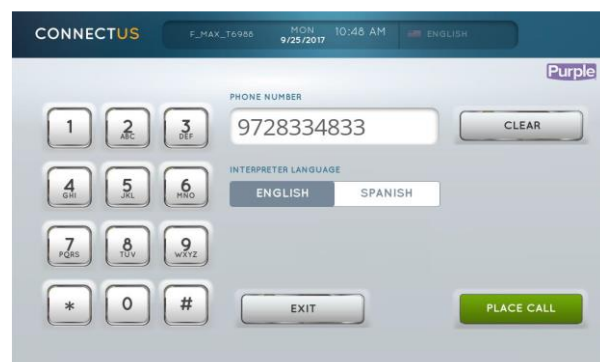 CONNECTUS
F_MAX_T6988
MON
9/25/2017
10:48 AM
ENGLISH
Purple
PHONE NUMBER
9728334833
CLEAR
1
2
ABC
3
DEF
INTERPRETER LANGUAGE
ENGLISH
SPANISH
4
GHI
5
JKL
6
MNO
7
PQRS
8
TUV
9
WXYZ
*
0
#
EXIT
PLACE CALL